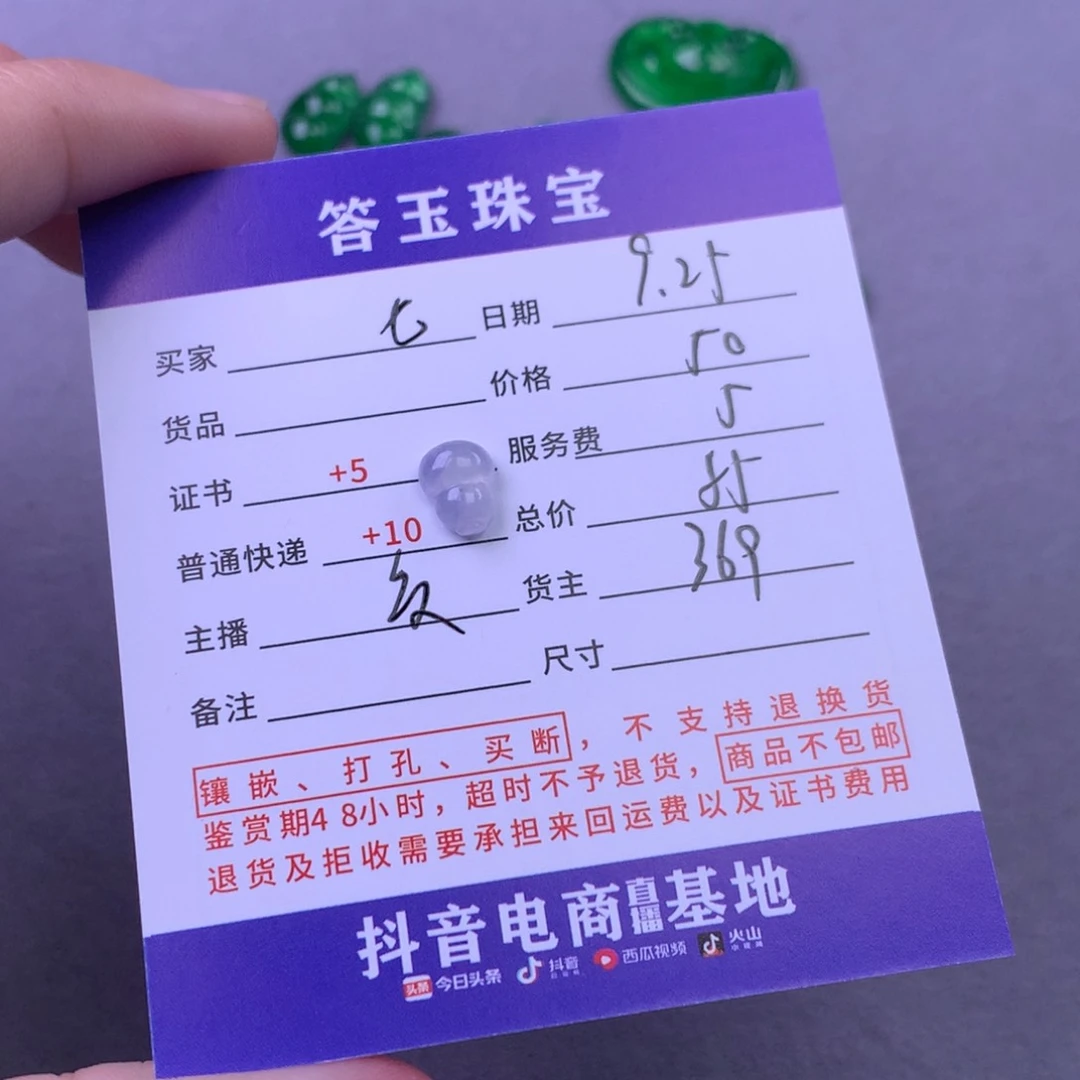 答玉珠宝
买家 七 日期 9.25
货品 价格 50
证书 +5 服务费 5
普通快递 +10 总价
主播 货主 369
备注 尺寸
镶嵌、打孔、买断，不支持退换货
鉴赏期48小时，超时不予退货，商品不包邮
退货及拒收需要承担来回运费以及证书费用
抖音电商直播基地
头条 今日头条 抖音 西瓜视频 火山